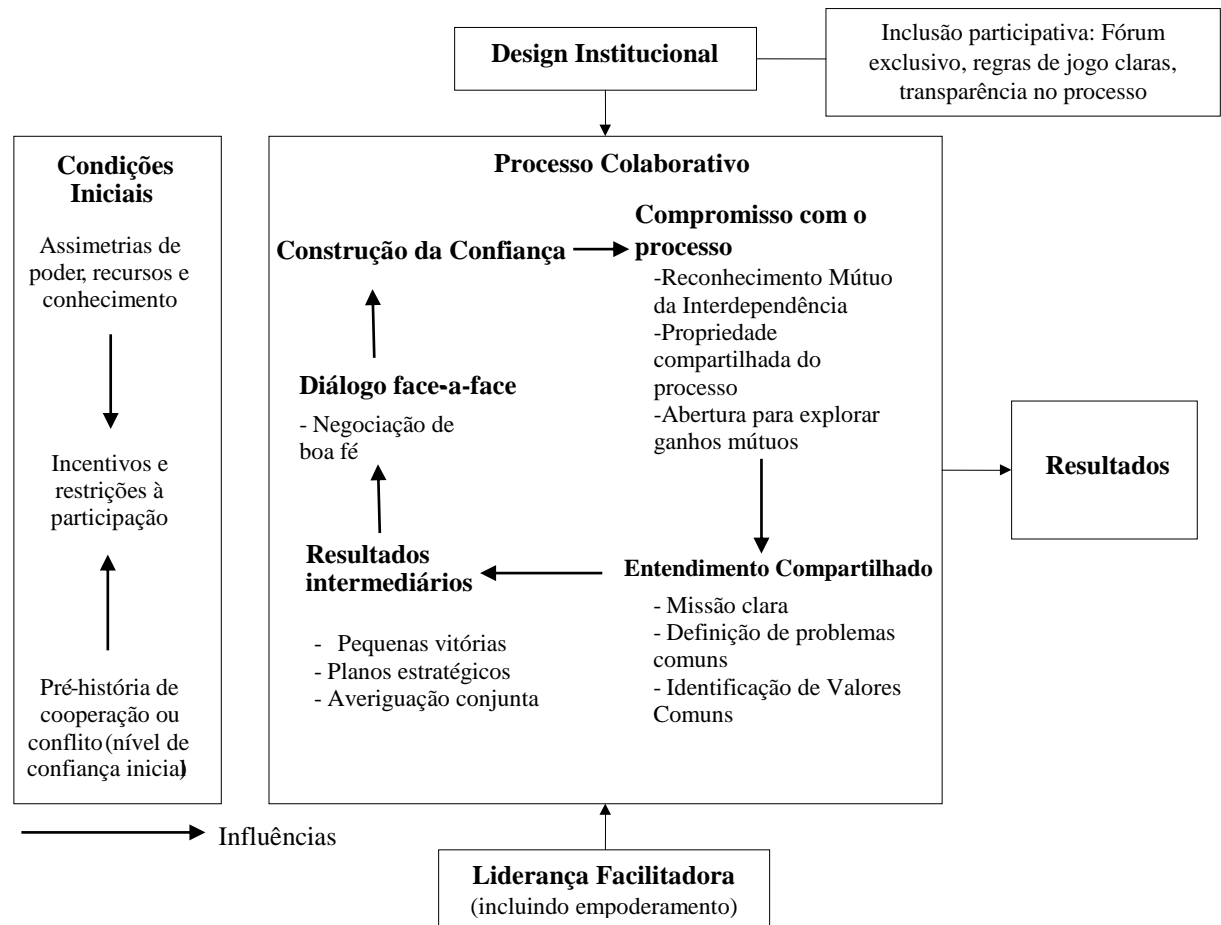 Design Institucional
Inclusão participativa: Fórum
exclusivo, regras de jogo claras,
transparência no processo
Condições
Iniciais
Assimetrias de
poder, recursos e
conhecimento
Incentivos e
restrições à
participação
Pré-história de
cooperação ou
conflito (nível de
confiança inicial)
Processo Colaborativo
Construção da Confiança
Compromisso com o
processo
-Reconhecimento Mútuo
da Interdependência
-Propriedade
compartilhada do
processo
-Abertura para explorar
ganhos mútuos
Diálogo face-a-face
- Negociação de
boa fé
Resultados
intermediários
- Pequenas vitórias
- Planos estratégicos
- Averiguação conjunta
Entendimento Compartilhado
- Missão clara
- Definição de problemas
comuns
- Identificação de Valores
Comuns
Resultados
Influências
Liderança Facilitadora
(incluindo empoderamento)